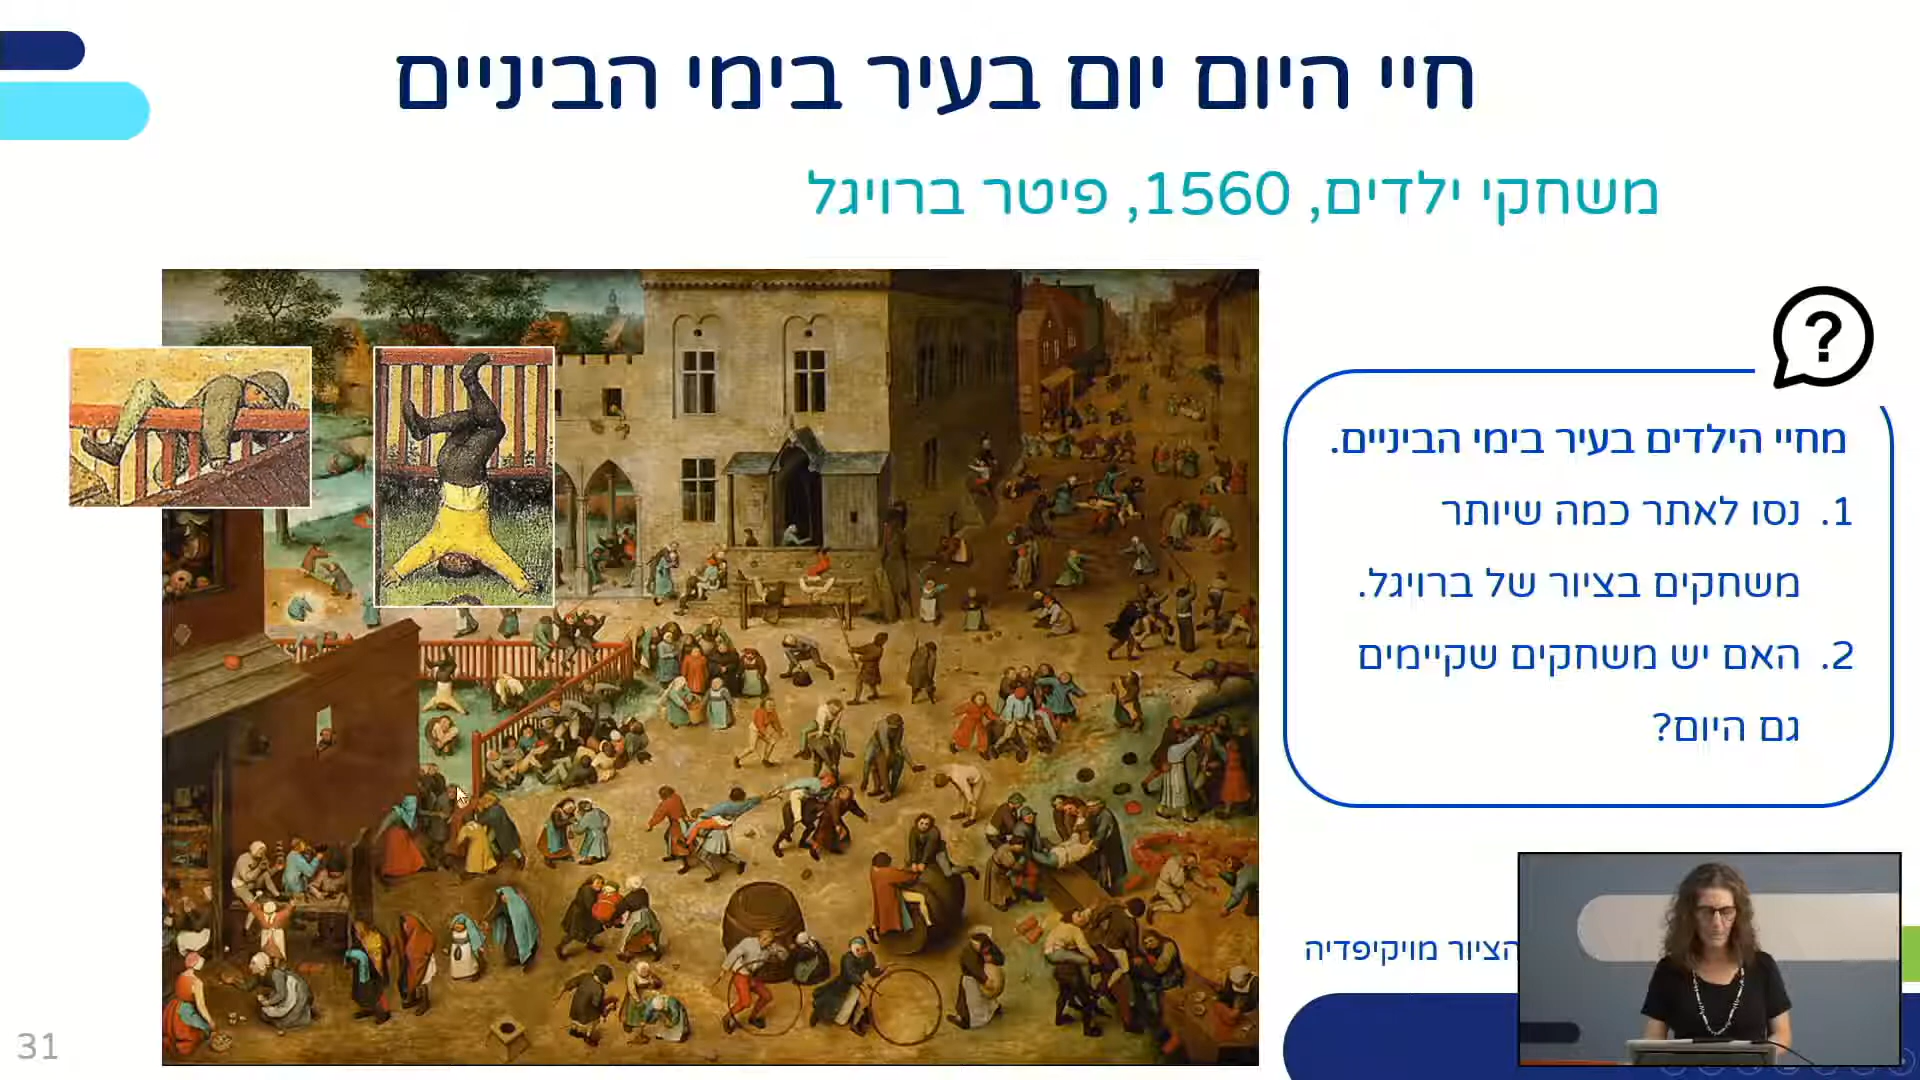 חיי היום יום בעיר בימי הביניים
משחקי ילדים, 1560, פיטר ברויגל
?
מחיי הילדים בעיר בימי הביניים.
1. נסו לאתר כמה שיותר
משחקים בציור של ברויגל.
2. האם יש משחקים שקיימים
גם היום?
הציור מויקיפדיה
31